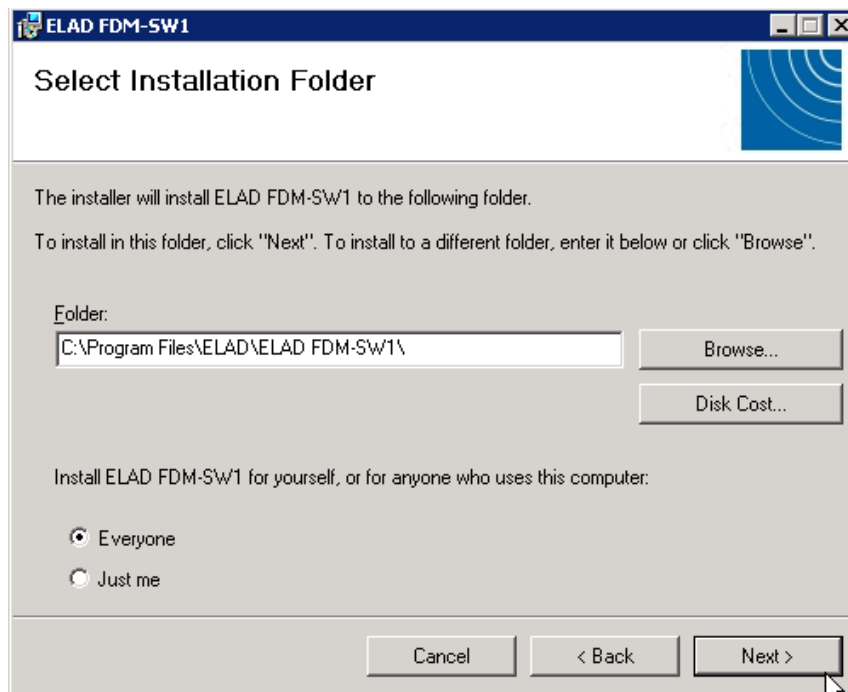 ELAD FDM-SW1
Select Installation Folder
The installer will install ELAD FDM-SW1 to the following folder.
To install in this folder, click "Next". To install to a different folder, enter it below or click "Browse".
Folder:
C:\Program Files\ELAD\ELAD FDM-SW1\
Browse...
Disk Cost...
Install ELAD FDM-SW1 for yourself, or for anyone who uses this computer:
Everyone
Just me
Cancel
< Back
Next >